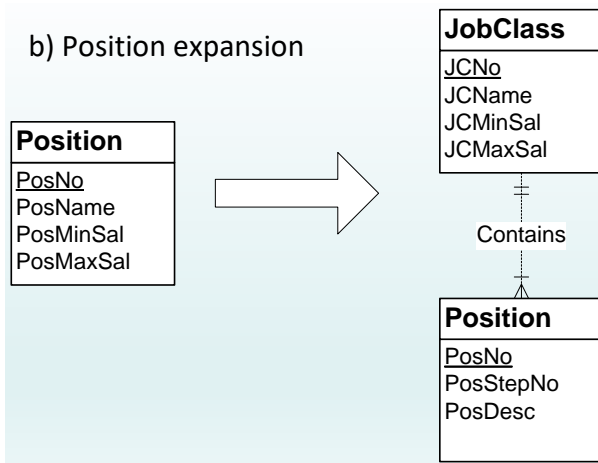 b) Position expansion
Position
PosNo
PosName
PosMinSal
PosMaxSal
JobClass
JCNo
JCName
JCMinSal
JCMaxSal
Contains
Position
PosNo
PosStepNo
PosDesc